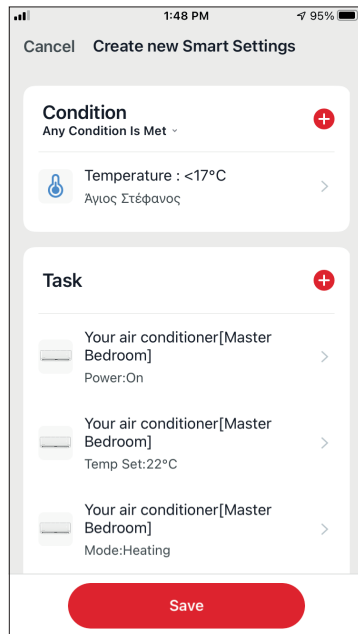 1:48 PM
95%
Cancel Create new Smart Settings
Condition
Any Condition Is Met
Temperature : <17°C
Άγιος Στέφανος
Task
Your air conditioner[Master
Bedroom]
Power:On
Your air conditioner[Master
Bedroom]
Temp Set:22°C
Your air conditioner[Master
Bedroom]
Mode:Heating
Save